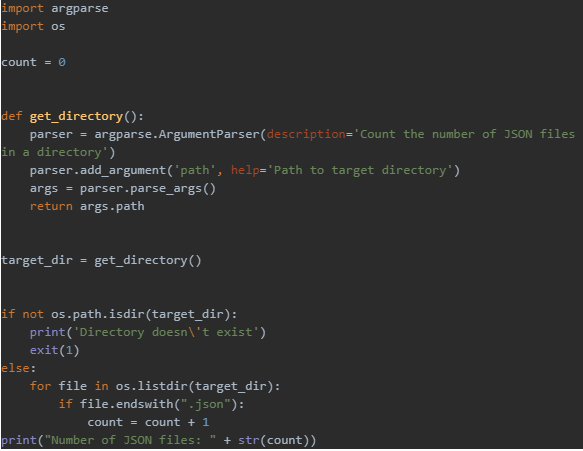 import argparse
import os

count = 0


def get_directory():
    parser = argparse.ArgumentParser(description='Count the number of JSON files
in a directory')
    parser.add_argument('path', help='Path to target directory')
    args = parser.parse_args()
    return args.path


target_dir = get_directory()


if not os.path.isdir(target_dir):
    print('Directory doesn\'t exist')
    exit(1)
else:
    for file in os.listdir(target_dir):
        if file.endswith(".json"):
            count = count + 1
print("Number of JSON files: " + str(count))